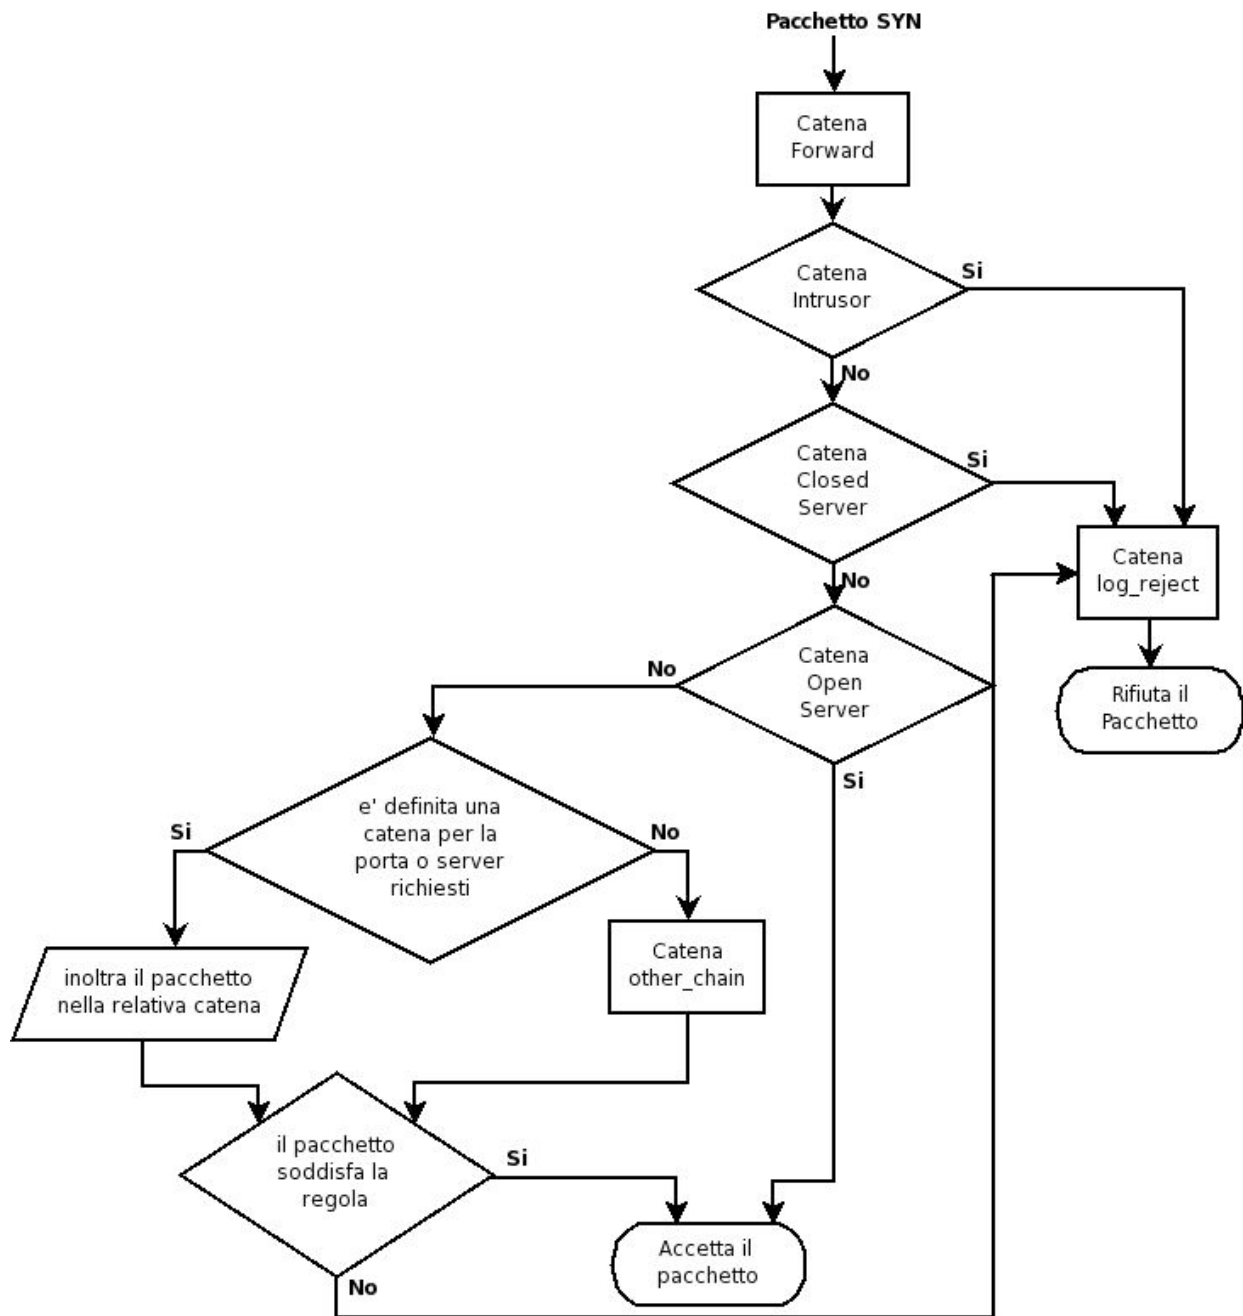 Pacchetto SYN
Catena
Forward
Catena
Intrusor
Si
No
Catena
Closed
Server
Si
No
Catena
log_reject
Catena
Open
Server
No
Si
Rifiuta il
Pacchetto
e' definita una
catena per la
porta o server
richiesti
Si
No
inoltra il pacchetto
nella relativa catena
Catena
other_chain
il pacchetto
soddisfa la
regola
Si
No
Accetta il
pacchetto